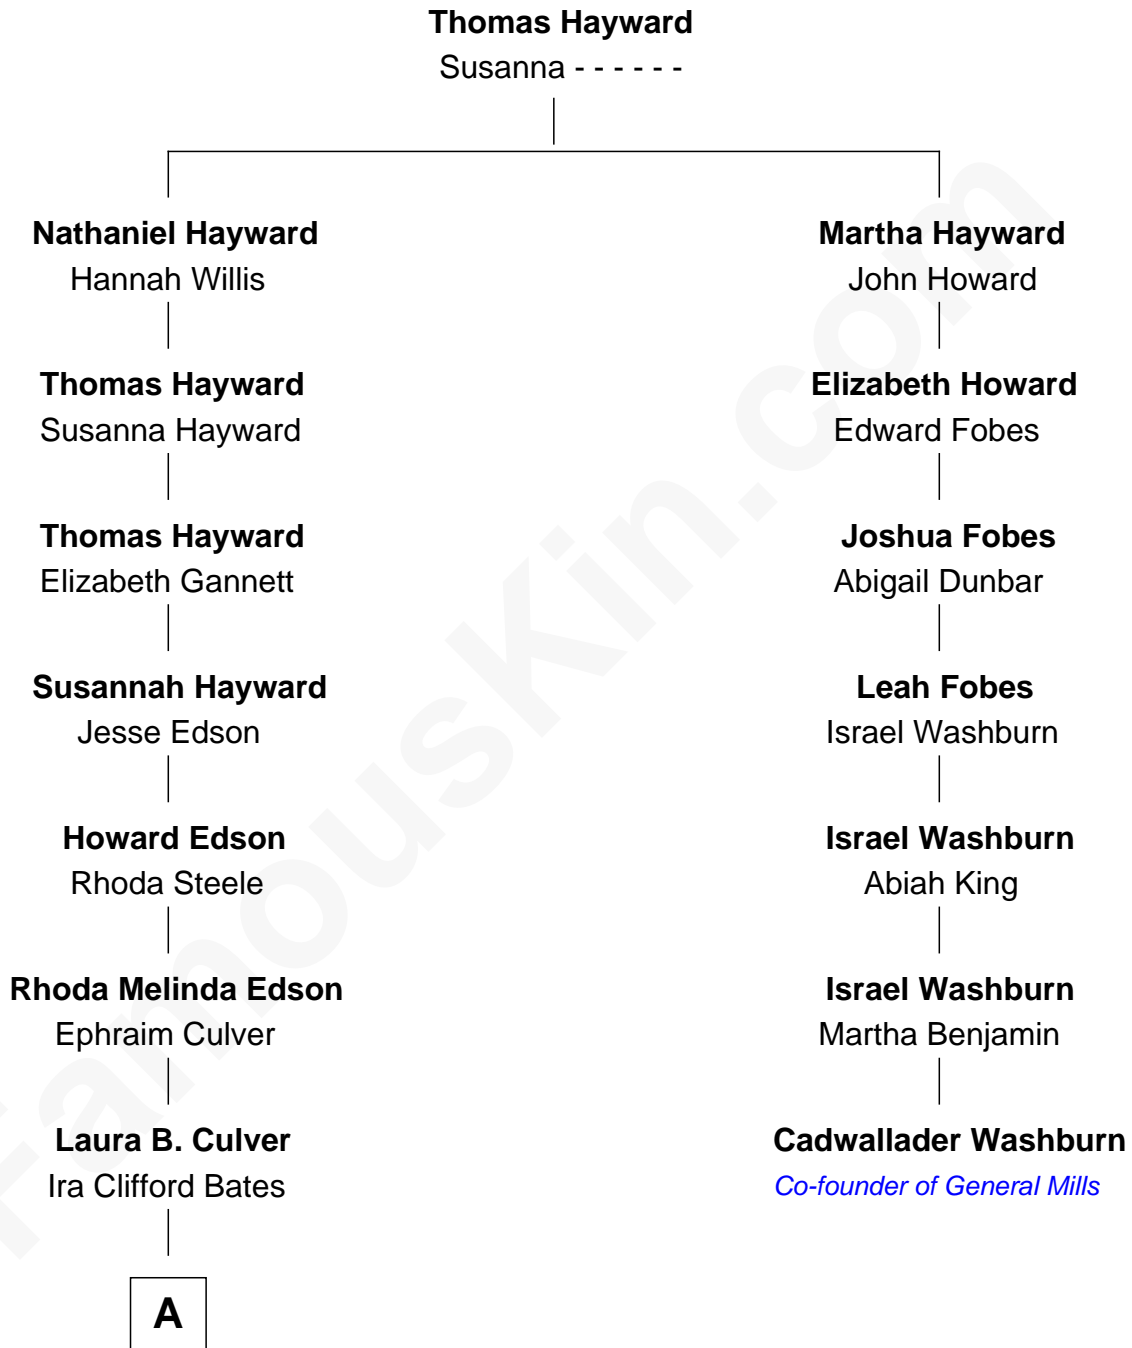 Thomas Hayward
Susanna - - - - - -
Nathaniel Hayward
Hannah Willis
Martha Hayward
John Howard
Thomas Hayward
Susanna Hayward
Elizabeth Howard
Edward Fobes
Thomas Hayward
Elizabeth Gannett
Joshua Fobes
Abigail Dunbar
Susannah Hayward
Jesse Edson
Leah Fobes
Israel Washburn
Howard Edson
Rhoda Steele
Israel Washburn
Abiah King
Rhoda Melinda Edson
Ephraim Culver
Israel Washburn
Martha Benjamin
Laura B. Culver
Ira Clifford Bates
Cadwallader Washburn
Co-founder of General Mills
A
FamousKin.com